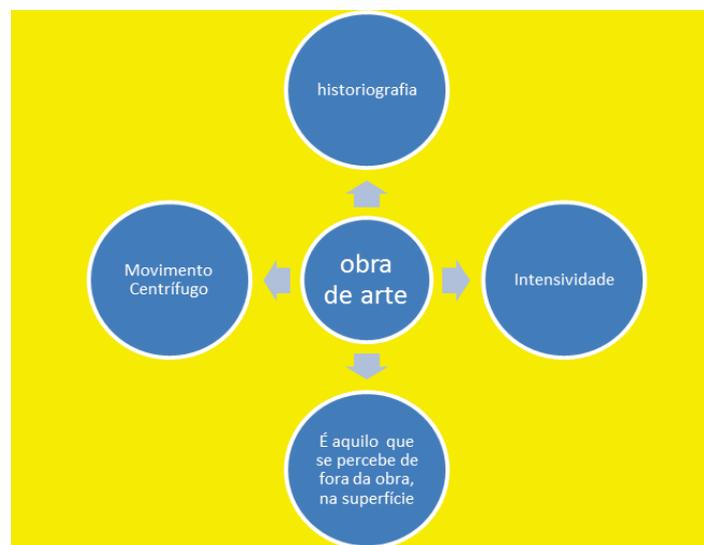 historiografia
Movimento
Centrífugo
obra
de arte
Intensividade
É aquilo que
se percebe de
fora da obra,
na superfície